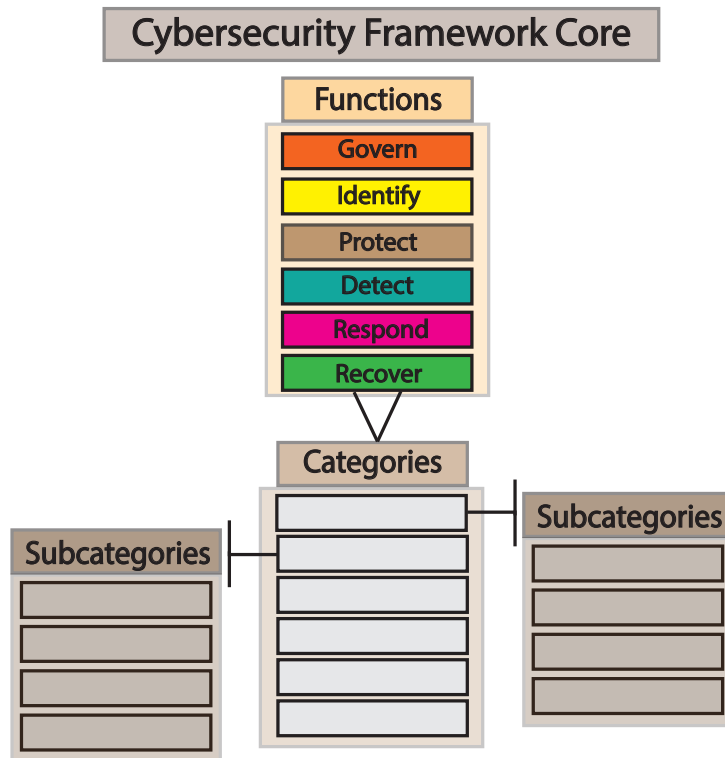 Cybersecurity Framework Core
Functions
Govern
Identify
Protect
Detect
Respond
Recover
Categories
Subcategories
Subcategories